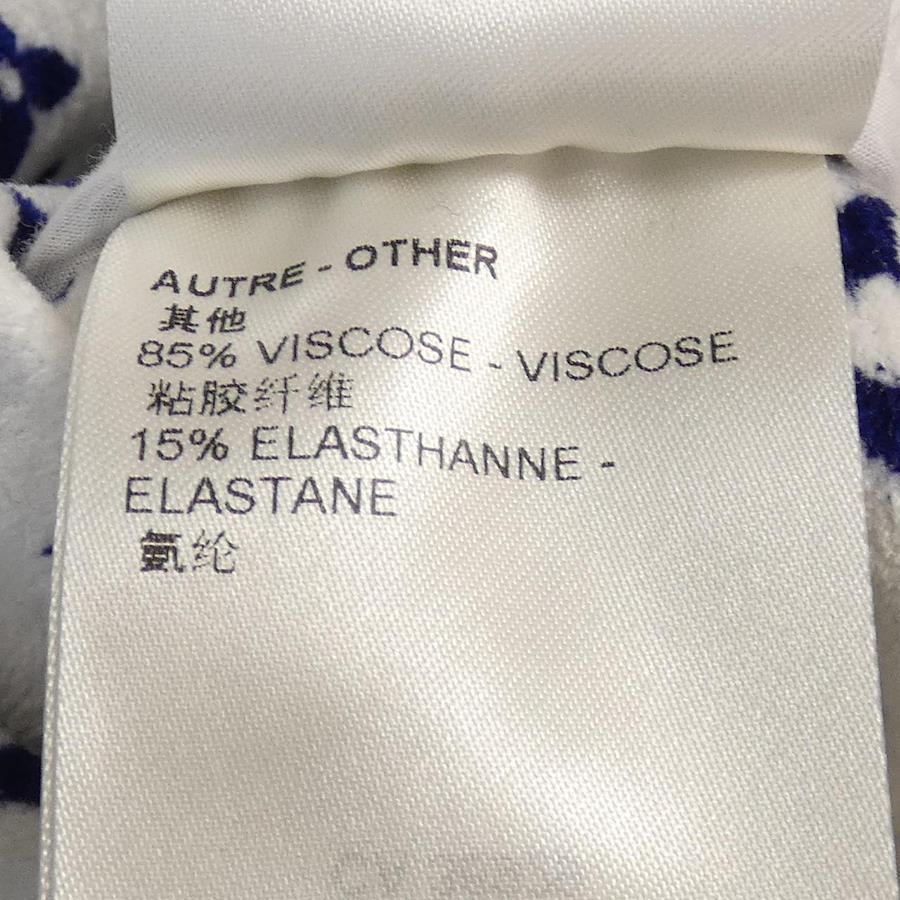 AUTRE - OTHER
其他
85% VISCOSE - VISCOSE
粘胶纤维
15% ELASTHANNE -
ELASTANE
氨纶